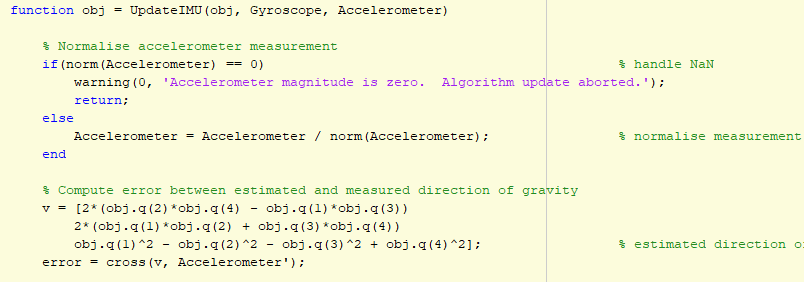 function obj = UpdateIMU(obj, Gyroscope, Accelerometer)
% Normalise accelerometer measurement
if(norm(Accelerometer) == 0) % handle NaN
warning(0, 'Accelerometer magnitude is zero.  Algorithm update aborted.');
return;
else
Accelerometer = Accelerometer / norm(Accelerometer); % normalise measurement
end
% Compute error between estimated and measured direction of gravity
v = [2*(obj.q(2)*obj.q(4) - obj.q(1)*obj.q(3))
2*(obj.q(1)*obj.q(2) + obj.q(3)*obj.q(4))
obj.q(1)^2 - obj.q(2)^2 - obj.q(3)^2 + obj.q(4)^2]; % estimated direction o
error = cross(v, Accelerometer');